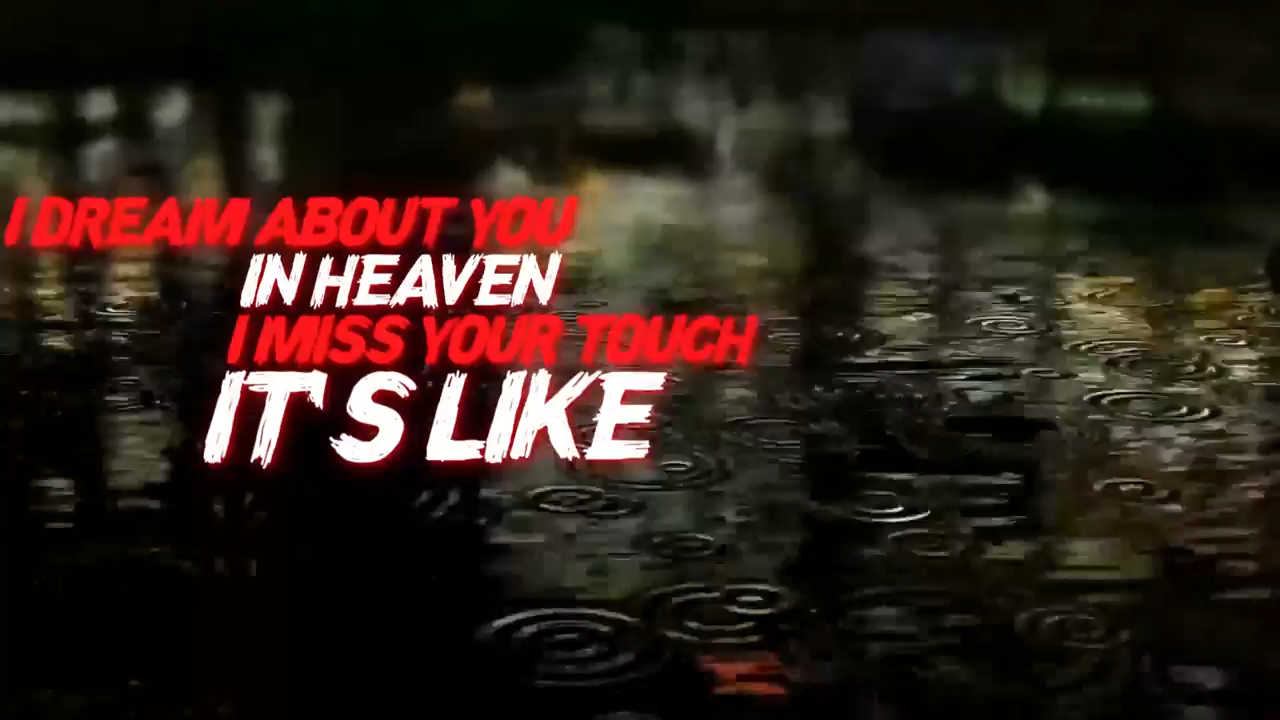 I DREAM ABOUT YOU
IN HEAVEN
I MISS YOUR TOUCH
IT'S LIKE